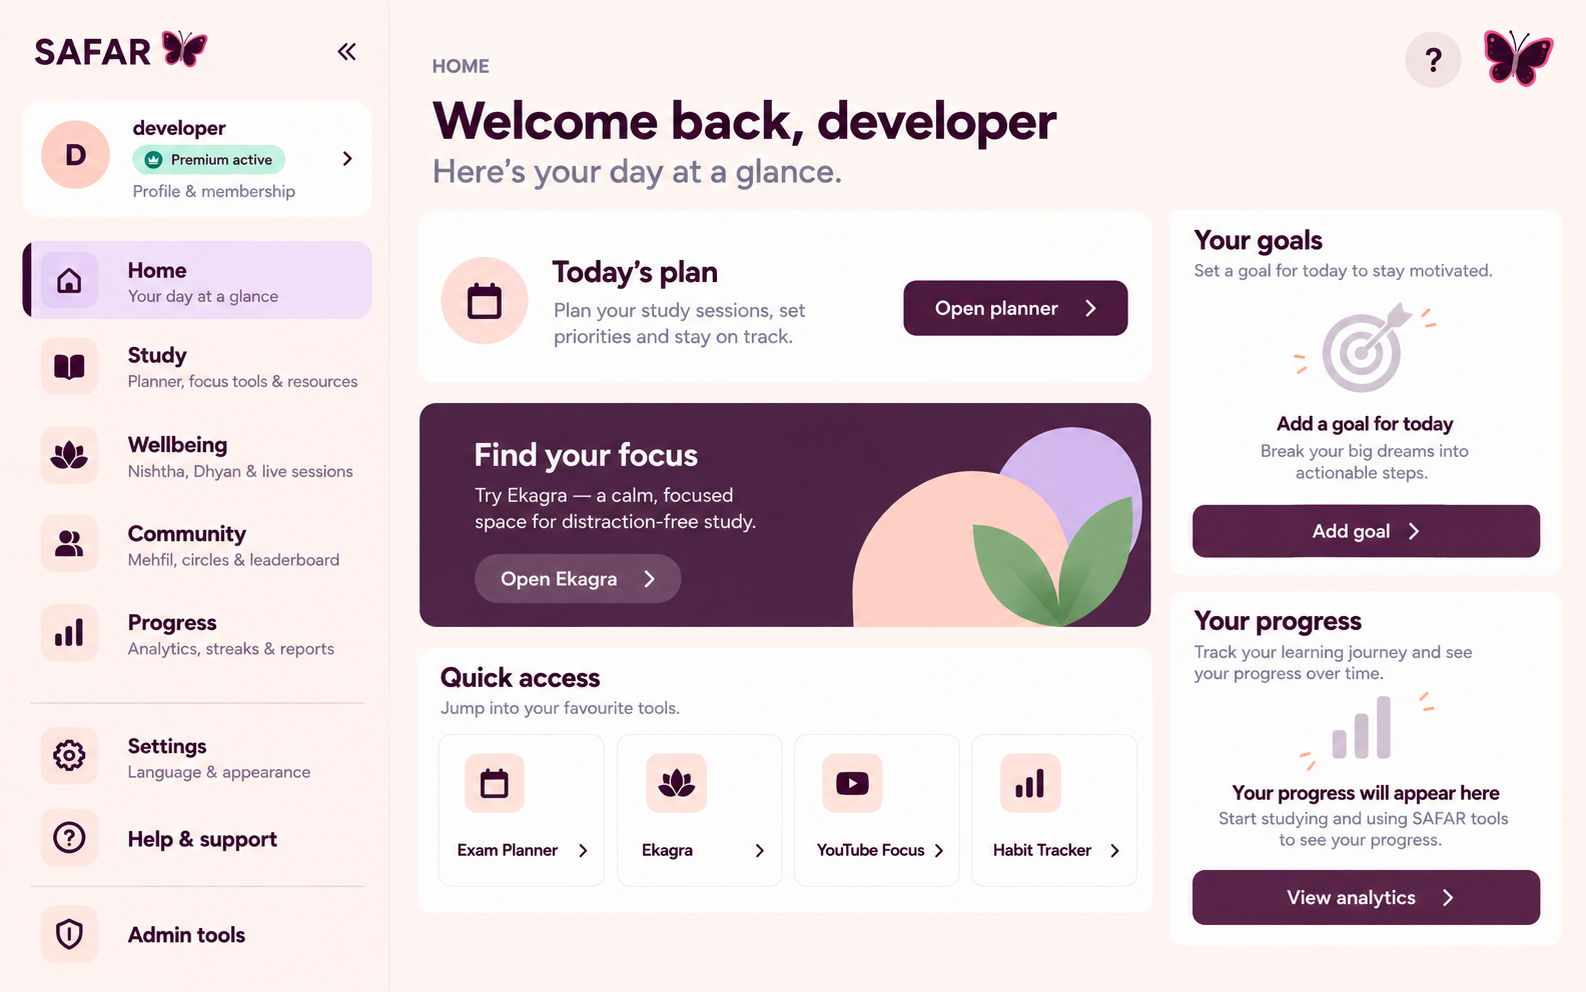 SAFAR
D
developer
Premium active
Profile & membership
Home
Your day at a glance
Study
Planner, focus tools & resources
Wellbeing
Nishtha, Dhyan & live sessions
Community
Mehfil, circles & leaderboard
Progress
Analytics, streaks & reports
Settings
Language & appearance
Help & support
Admin tools
HOME
Welcome back, developer
Here's your day at a glance.
?
Today's plan
Plan your study sessions, set
priorities and stay on track.
Open planner
Find your focus
Try Ekagra — a calm, focused
space for distraction-free study.
Open Ekagra
Quick access
Jump into your favourite tools.
Exam Planner
Ekagra
YouTube Focus
Habit Tracker
Your goals
Set a goal for today to stay motivated.
Add a goal for today
Break your big dreams into
actionable steps.
Add goal
Your progress
Track your learning journey and see
your progress over time.
Your progress will appear here
Start studying and using SAFAR tools
to see your progress.
View analytics